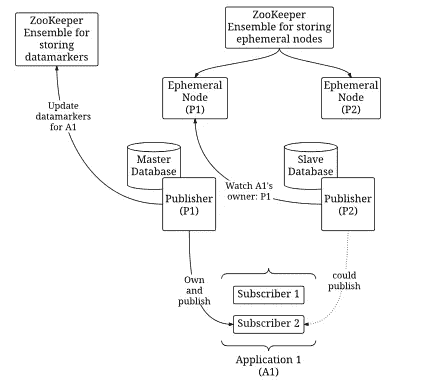 ZooKeeper
Ensemble for
storing
datamarkers
ZooKeeper
Ensemble for storing
ephemeral nodes
Ephemeral
Node
(P1)
Ephemeral
Node
(P2)
Update
datamarkers
for A1
Master
Database
Slave
Database
Publisher
(P1)
Watch A1's
owner: P1
Publisher
(P2)
Own
and
publish
could
publish
Subscriber 1
Subscriber 2
Application 1
(A1)